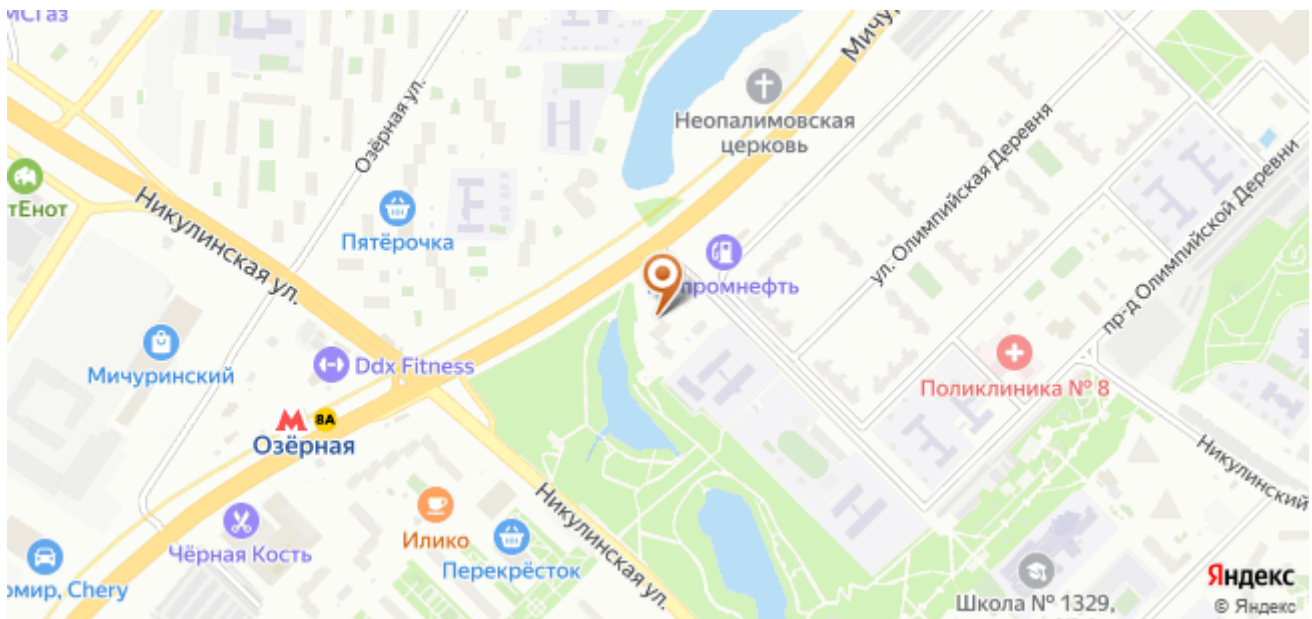 Озёрная ул.
Мичу
Неопалимовская
церковь
ул. Олимпийская Деревня
пр-д Олимпийской Деревни
тЕнот
Никулинская ул.
Пятёрочка
промнефть
Мичуринский
Ddx Fitness
Поликлиника № 8
8А
Озёрная
Никулинский
Илико
Чёрная Кость
Перекрёсток
Никулинская ул.
омир, Chery
Школа № 1329,
Яндекс
© Яндекс